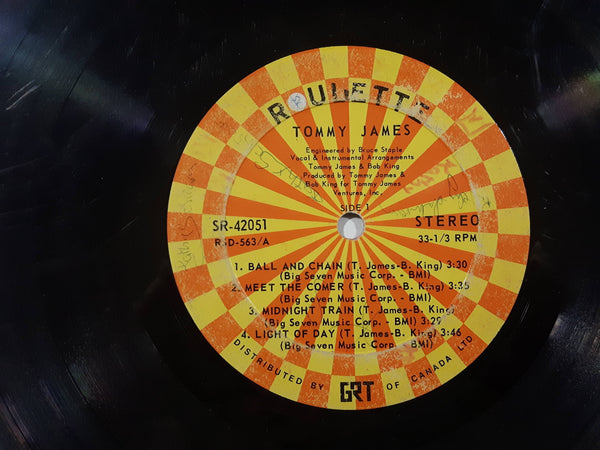 ROULETTE
TOMMY JAMES
Engineered by Bruce Staple
Vocal & Instrumental Arrangements
Tommy James & Bob King
Produced by Tommy James &
Bob King for Tommy James
Ventures, Inc.
SIDE 1
SR-42051
RSD-563/A
STEREO
33-1/3 RPM
1. BALL AND CHAIN (T. James-B. King) 3:30
(Big Seven Music Corp. - BMI)
2. MEET THE COMER (T. James-B. King) 3:35
(Big Seven Music Corp. - BMI)
3. MIDNIGHT TRAIN (T. James-B. King)
(Big Seven Music Corp. - BMI) 3:29
4. LIGHT OF DAY (T. James-B. King) 3:46
(Big Seven Music Corp. - BMI)
DISTRIBUTED BY GRT OF CANADA LTD